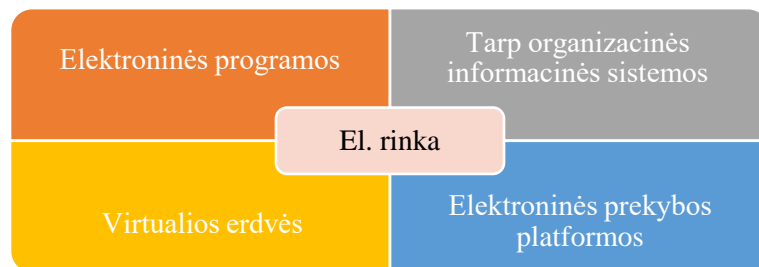 Elektroninės programos
Tarp organizacinės
informacinės sistemos
El. rinka
Virtualios erdvės
Elektroninės prekybos
platformos